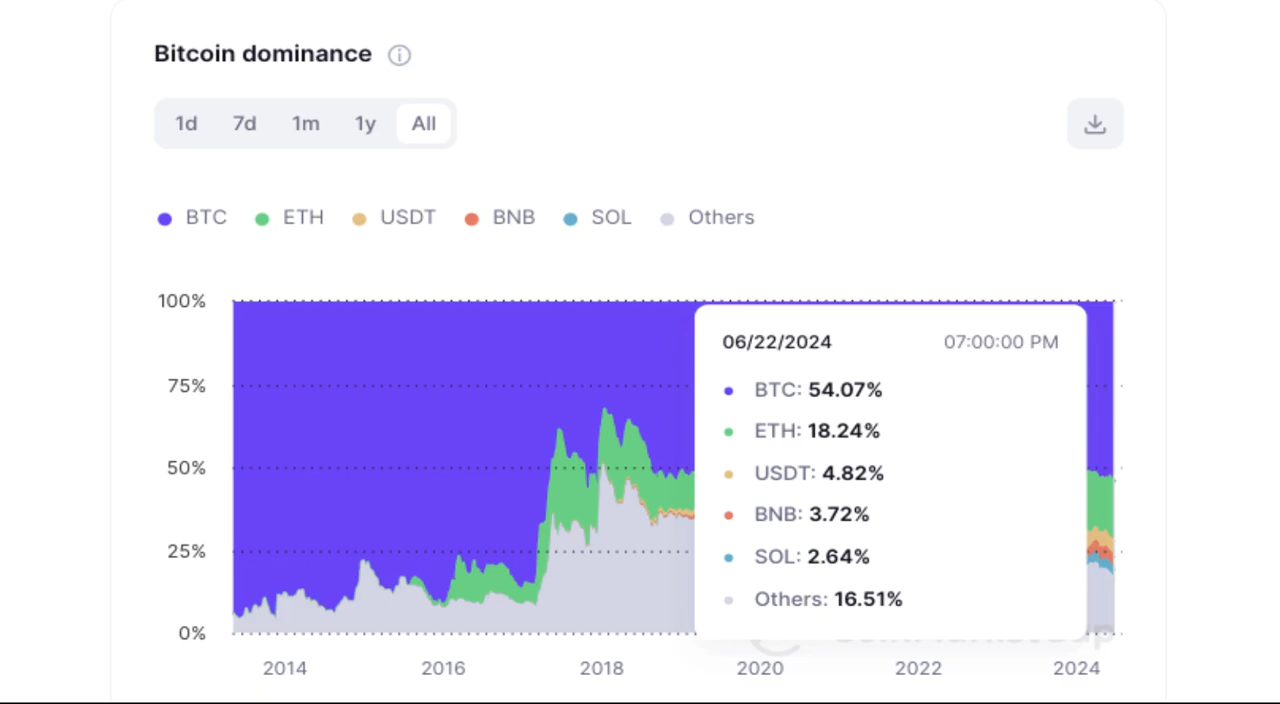 Bitcoin dominance
1d 7d 1m 1y All
BTC ETH USDT BNB SOL Others
100%
75%
50%
25%
0%
06/22/2024 07:00:00 PM
BTC: 54.07%
ETH: 18.24%
USDT: 4.82%
BNB: 3.72%
SOL: 2.64%
Others: 16.51%
2014 2016 2018 2020 2022 2024